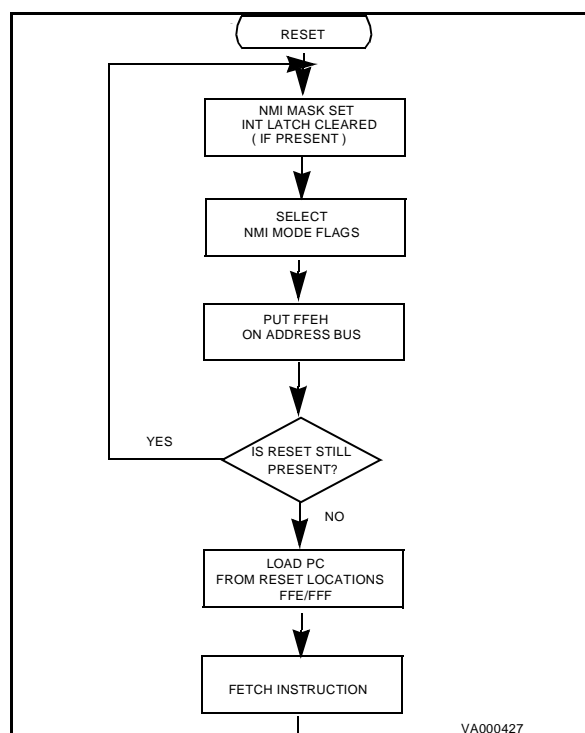 RESET
NMI MASK SET
INT LATCH CLEARED
( IF PRESENT )
SELECT
NMI MODE FLAGS
PUT FFEH
ON ADDRESS BUS
YES
IS RESET STILL
PRESENT?
NO
LOAD PC
FROM RESET LOCATIONS
FFE/FFF
FETCH INSTRUCTION
VA000427